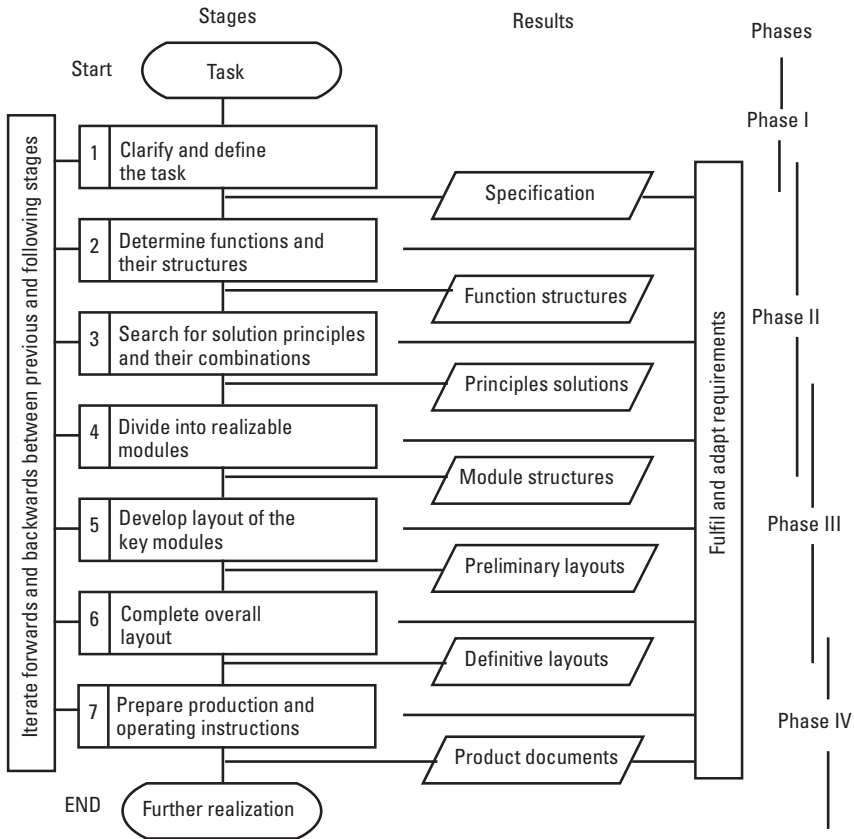 Stages
Results
Phases
Start
Task
Phase I
1
Clarify and define
the task
Specification
2
Determine functions and
their structures
Function structures
Phase II
3
Search for solution principles
and their combinations
Principles solutions
4
Divide into realizable
modules
Module structures
5
Develop layout of the
key modules
Phase III
Preliminary layouts
6
Complete overall
layout
Definitive layouts
7
Prepare production and
operating instructions
Phase IV
Product documents
END
Further realization
Iterate forwards and backwards between previous and following stages
Fulfil and adapt requirements